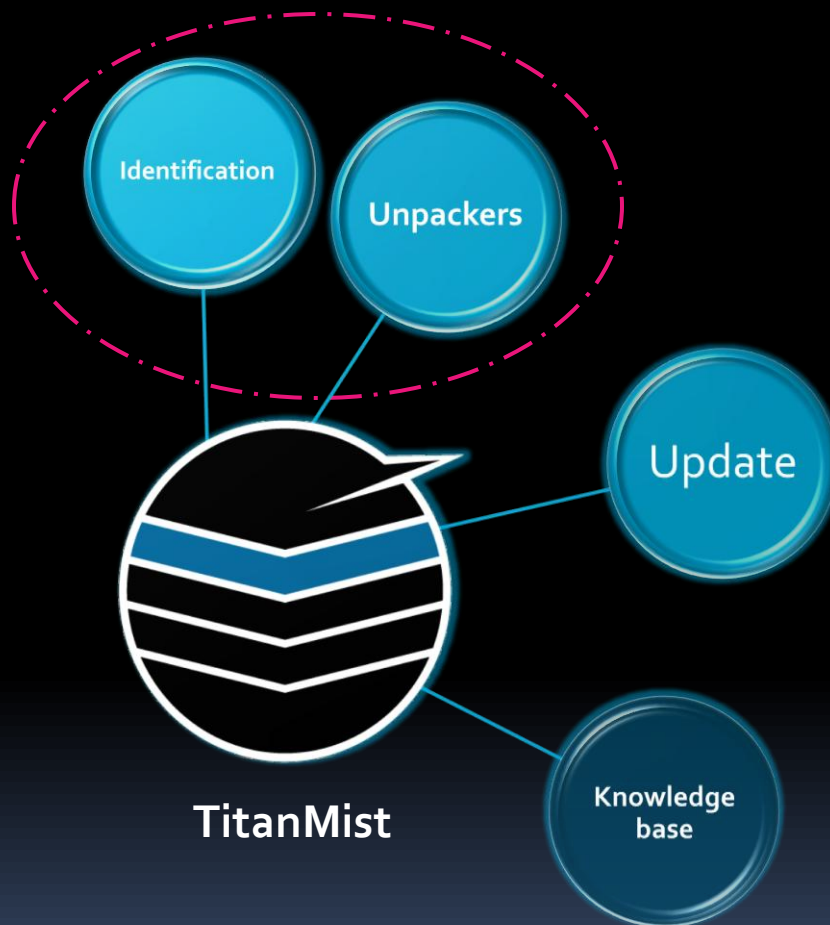 Identification
Unpackers
Update
Knowledge
base
TitanMist